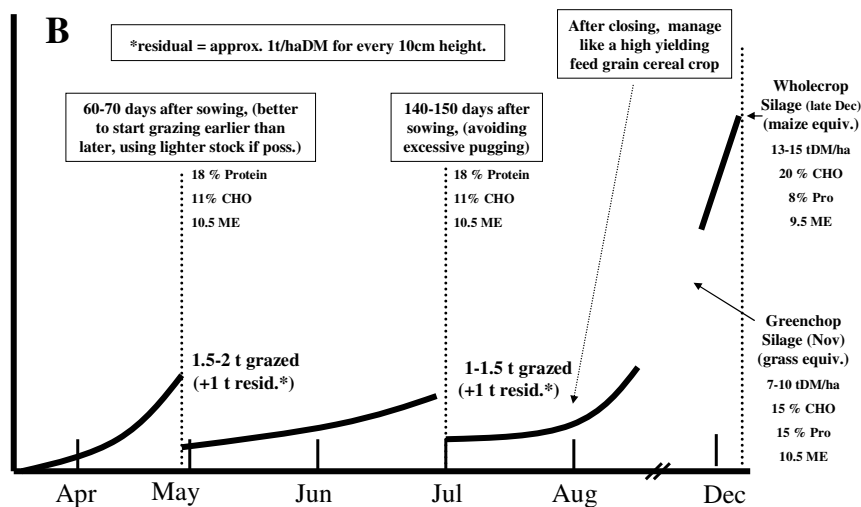 B
*residual = approx. 1t/haDM for every 10cm height.
After closing, manage
like a high yielding
feed grain cereal crop
60-70 days after sowing, (better
to start grazing earlier than
later, using lighter stock if poss.)
18 % Protein
11% CHO
10.5 ME
140-150 days after
sowing, (avoiding
excessive pugging)
18 % Protein
11% CHO
10.5 ME
Wholecrop
Silage (late Dec)
(maize equiv.)
13-15 tDM/ha
20 % CHO
8% Pro
9.5 ME
Greenchop
Silage (Nov)
(grass equiv.)
7-10 tDM/ha
15 % CHO
15 % Pro
10.5 ME
1.5-2 t grazed
(+1 t resid.*)
1-1.5 t grazed
(+1 t resid.*)
Apr May Jun Jul Aug Dec